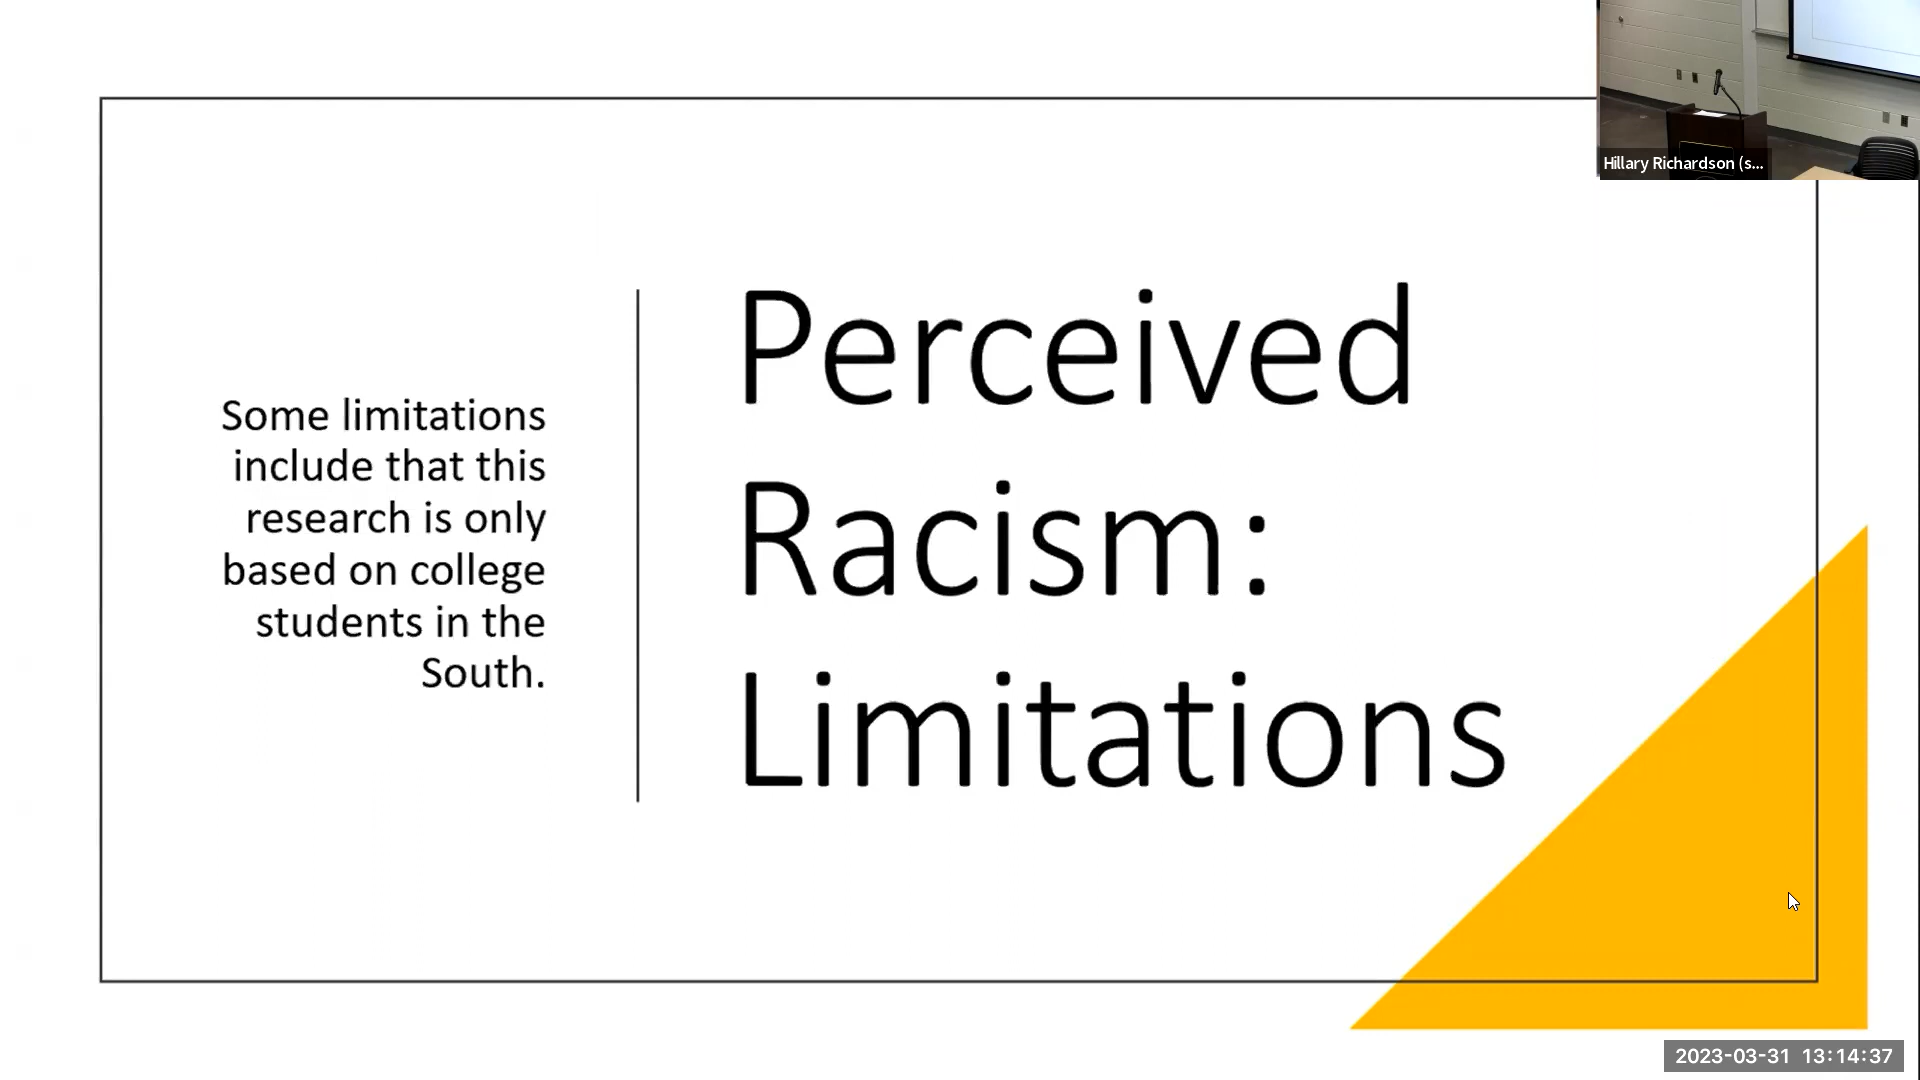 Hillary Richardson (s...
Some limitations
include that this
research is only
based on college
students in the
South.
Perceived
Racism:
Limitations
2023-03-31 13:14:37